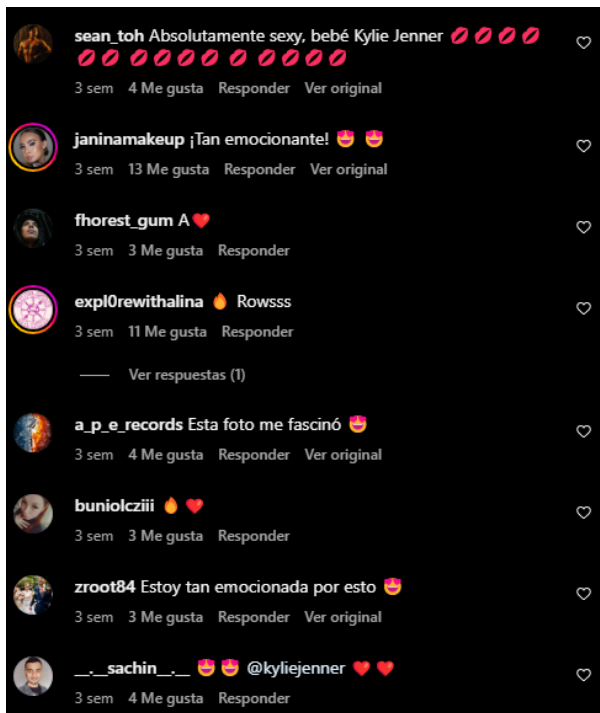 sean_toh Absolutamente sexy, bebé Kylie Jenner 💋💋💋💋
💋💋 💋💋💋💋 💋 💋💋💋💋
3 sem 4 Me gusta Responder Ver original
janinamakeup ¡Tan emocionante! 😍 😍
3 sem 13 Me gusta Responder Ver original
fhorest_gum A❤️
3 sem 3 Me gusta Responder
expl0rewithalina 🔥 Rowsss
3 sem 11 Me gusta Responder
Ver respuestas (1)
a_p_e_records Esta foto me fascinó 😍
3 sem 4 Me gusta Responder Ver original
buniolcziii 🔥 ❤️
3 sem 3 Me gusta Responder
zroot84 Estoy tan emocionada por esto 😍
3 sem 3 Me gusta Responder Ver original
__.__sachin__.__ 😍 😍 @kyliejenner ❤️ ❤️
3 sem 4 Me gusta Responder